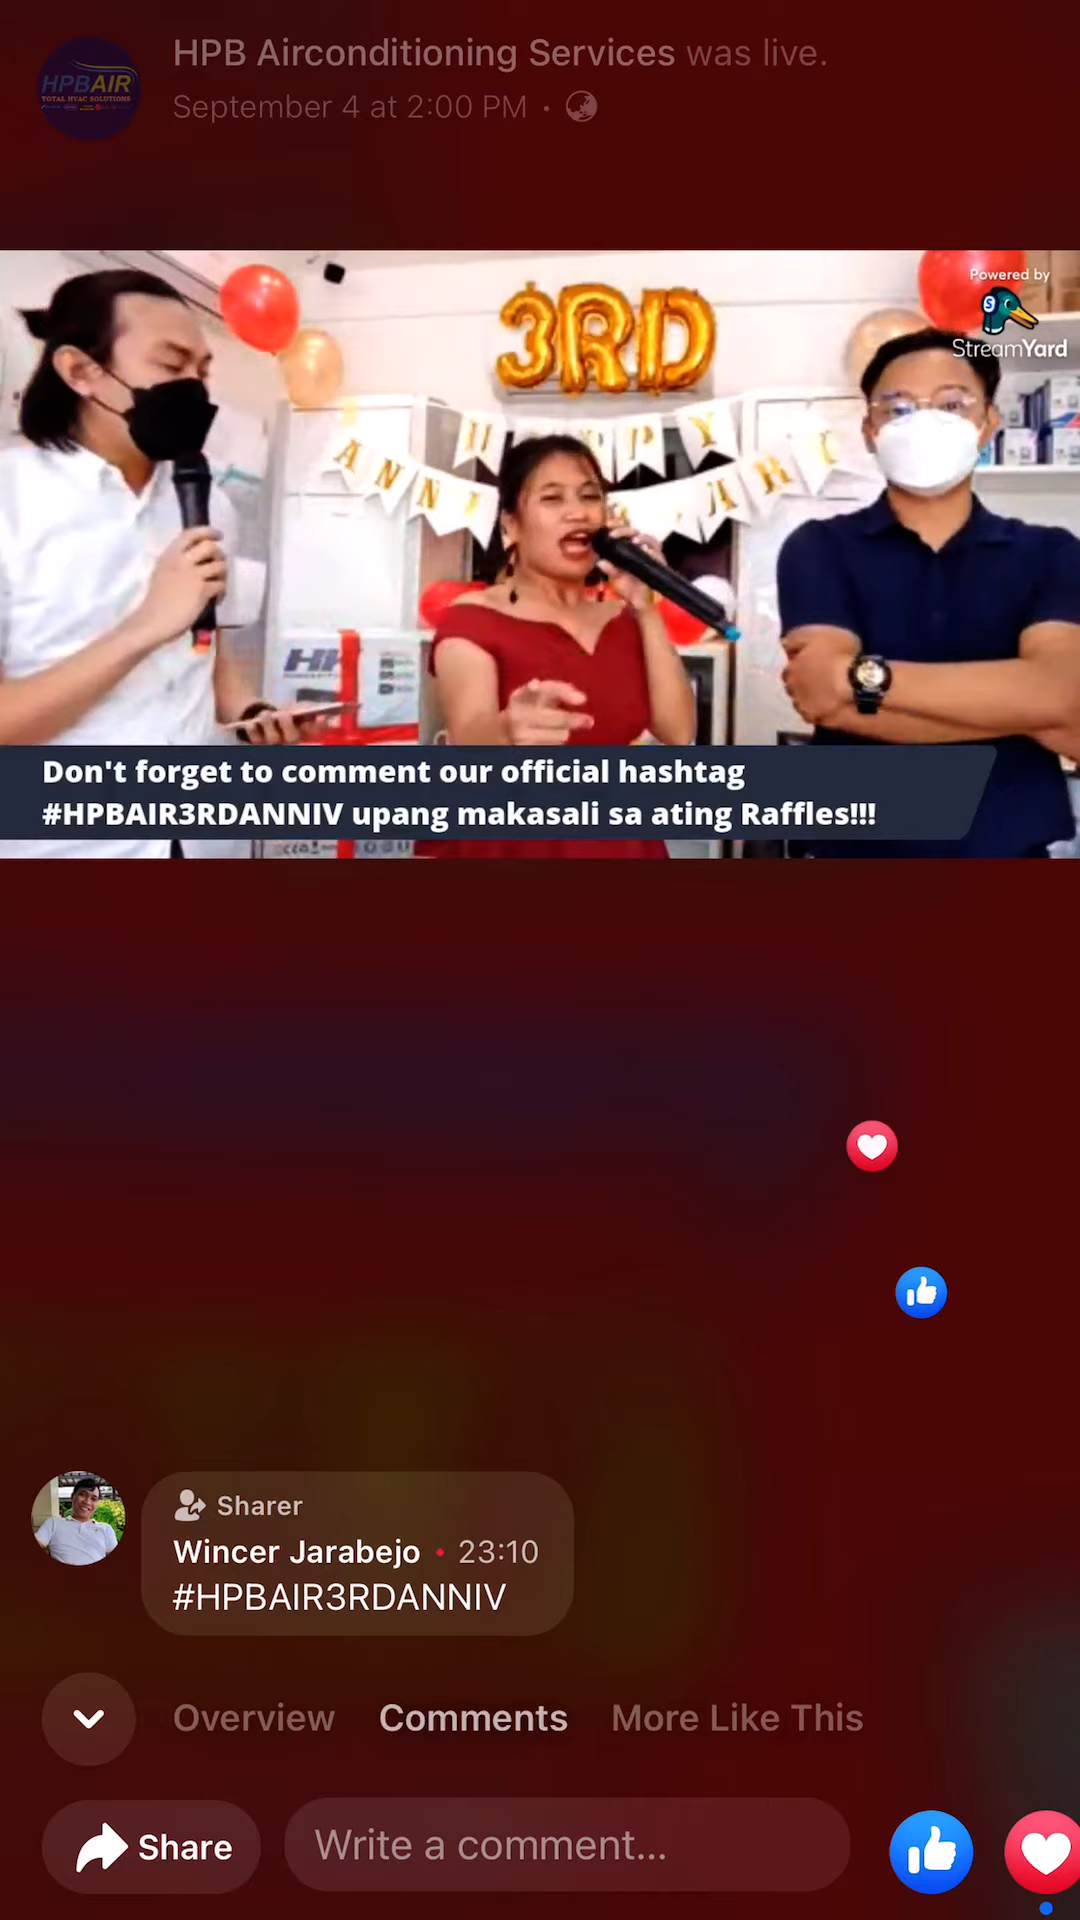 HPB Airconditioning Services was live.
September 4 at 2:00 PM
HPBAIR
TOTAL HVAC SOLUTIONS
Powered by
StreamYard
3RD
Don't forget to comment our official hashtag
#HPBAIR3RDANNIV upang makasali sa ating Raffles!!!
Sharer
Wincer Jarabejo • 23:10
#HPBAIR3RDANNIV
Overview Comments More Like This
Share Write a comment...